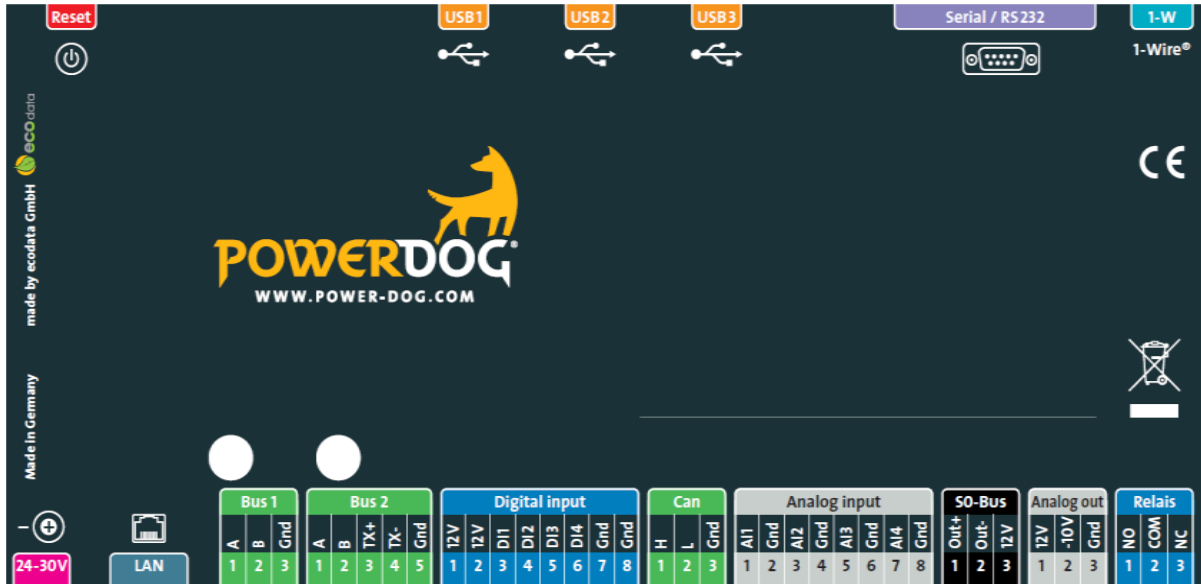 Reset
USB1
USB2
USB3
Serial / RS232
1-W
1-Wire®
made by ecodata GmbH ecodata
CE
POWERDOG®
WWW.POWER-DOG.COM
Made in Germany
Bus 1
Bus 2
Digital input
Can
Analog input
S0-Bus
Analog out
Relais
A B Gnd
A B TX+ TX- Gnd
12V 12V DI1 DI2 DI3 DI4 Gnd Gnd
H L Gnd
AI1 Gnd AI2 Gnd AI3 Gnd AI4 Gnd
Out+ Out- 12V
12V -10V Gnd
NO COM NC
24-30V
LAN
1 2 3
1 2 3 4 5
1 2 3 4 5 6 7 8
1 2 3
1 2 3 4 5 6 7 8
1 2 3
1 2 3
1 2 3